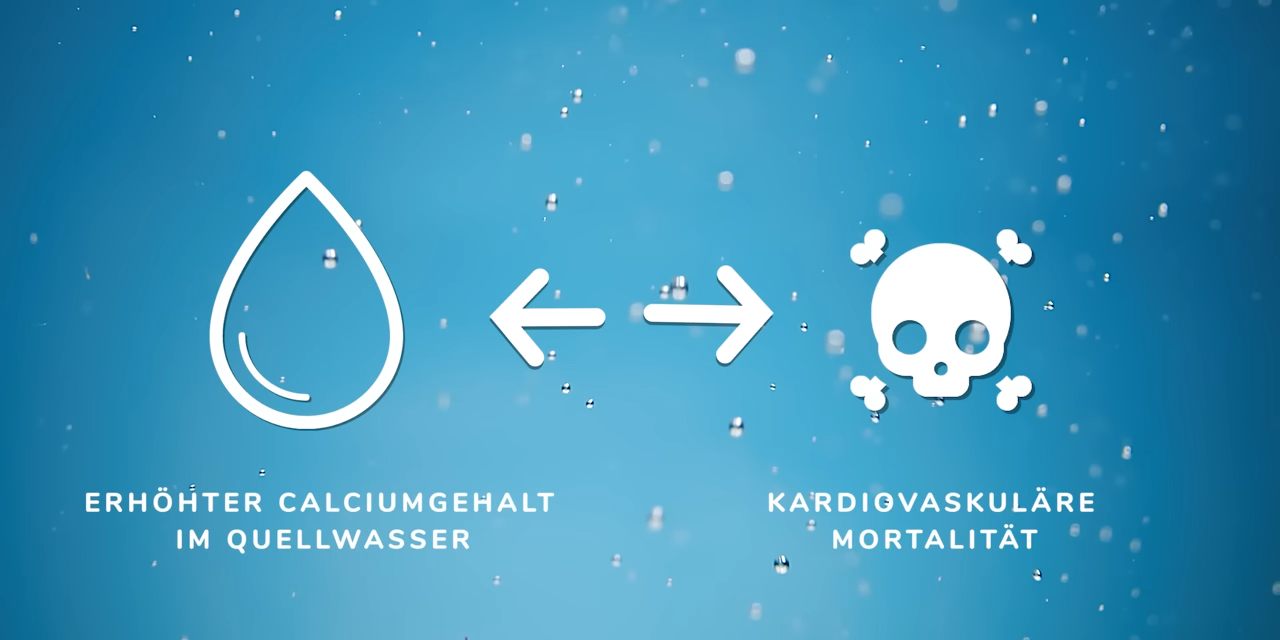 ERHÖHTER CALCIUMGEHALT
IM QUELLWASSER
KARDIOVASKULÄRE
MORTALITÄT